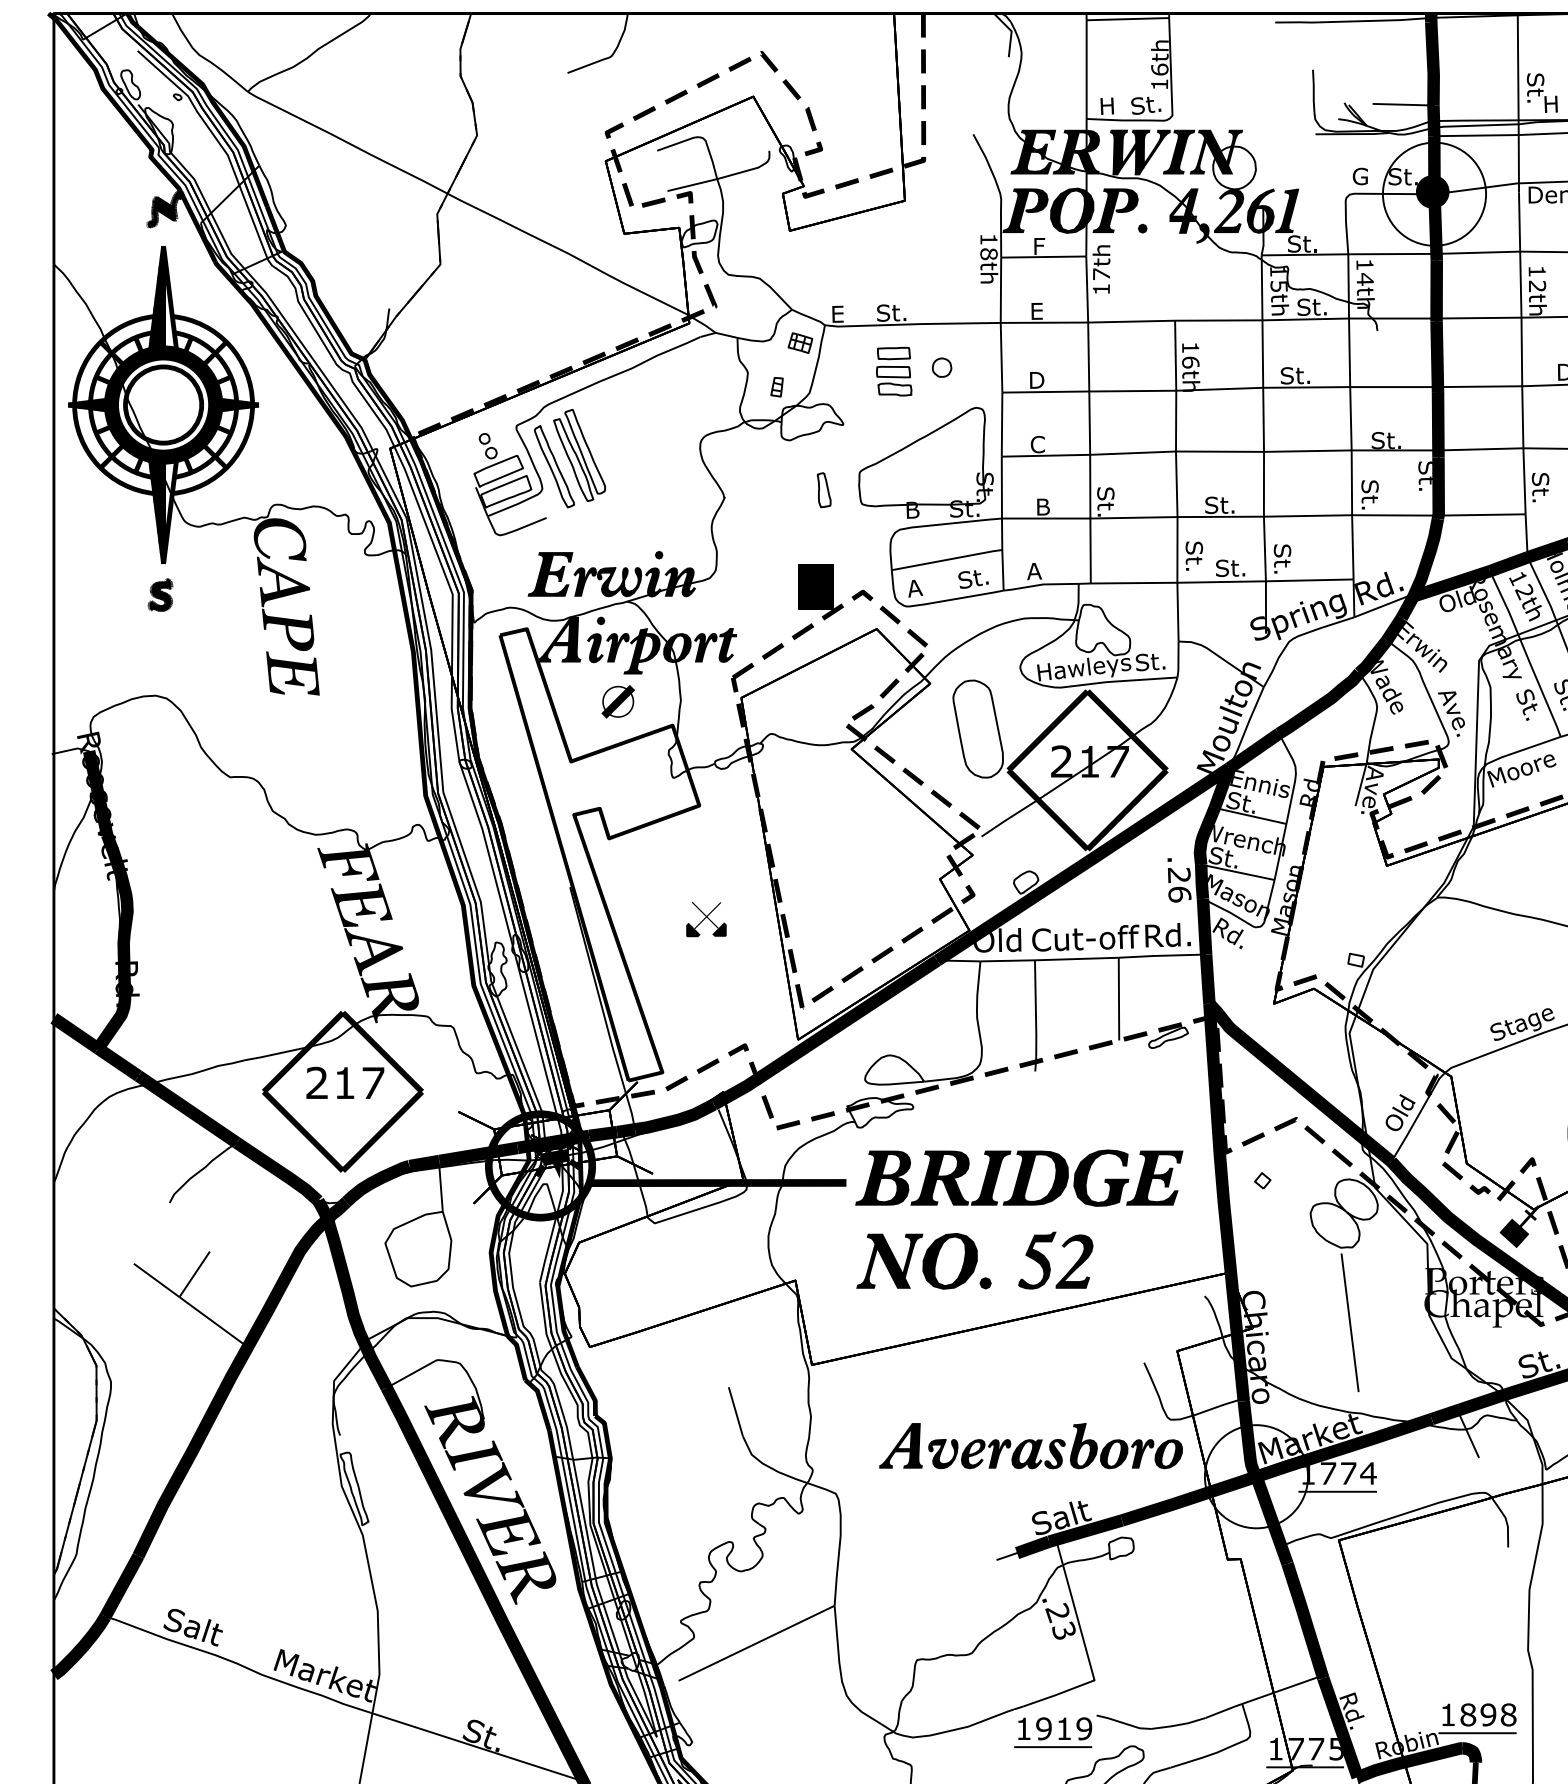 16th
H St.
St.
H
ERWIN
POP. 4,261
G St.
Den
N
18th
F
17th
St.
15th
14th
12th
E St.
E
St.
16th
D
St.
D
C
St.
St.
St.
B St.
B
St.
St.
St.
St.
A St.
A
St.
St.
St.
S
CAPE
Erwin
Airport
Spring Rd.
Old
Rosemary St.
12th
St.
Erwin
Ave.
Wade
Ave.
Hawleys St.
Moulton
217
Roosevelt
Rd.
Ennis
St.
Wrench
St.
Mason
Rd.
Mason Rd
Moore
.26
Old Cut-off Rd.
FEAR
217
Stage
Old
BRIDGE
NO. 52
Porters
Chapel
Chicaro
St.
RIVER
Averasboro
Market
1774
Salt
.23
Salt
Market
St.
1919
1775
Rd.
Robin
1898